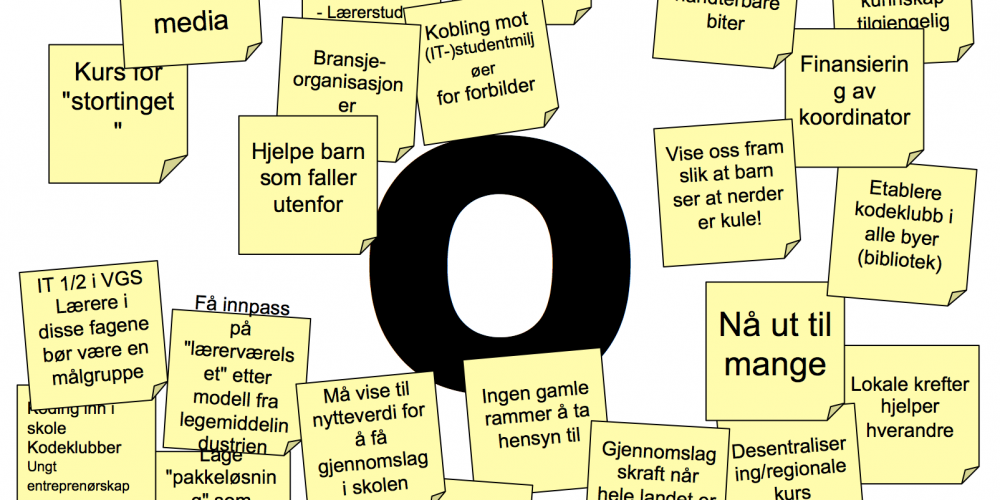 media
- Lærerstud
Kobling mot
(IT-)studentmilj
øer
for forbilder
biter
tilgjengelig
Kurs for
"stortinget
"
Bransje-
organisasjon
er
Finansierin
g av
koordinator
Hjelpe barn
som faller
utenfor
Vise oss fram
slik at barn
ser at nerder
er kule!
Etablere
kodeklubb i
alle byer
(bibliotek)
O
IT 1/2 i VGS
Lærere i
disse fagene
bør være en
målgruppe
Få innpass
på
"lærerværels
et" etter
modell fra
legemiddelin
dustrien
Nå ut til
mange
Må vise til
nytteverdi for
å få
gjennomslag
i skolen
Ingen gamle
rammer å ta
hensyn til
Lokale krefter
hjelper
hverandre
Koding inn i
skole
Kodeklubber
Ungt
entreprenørskap
Lage
"pakkeløsnin
g" som
Gjennomslag
skraft når
hele landet er
Desentraliser
ing/regionale
kurs